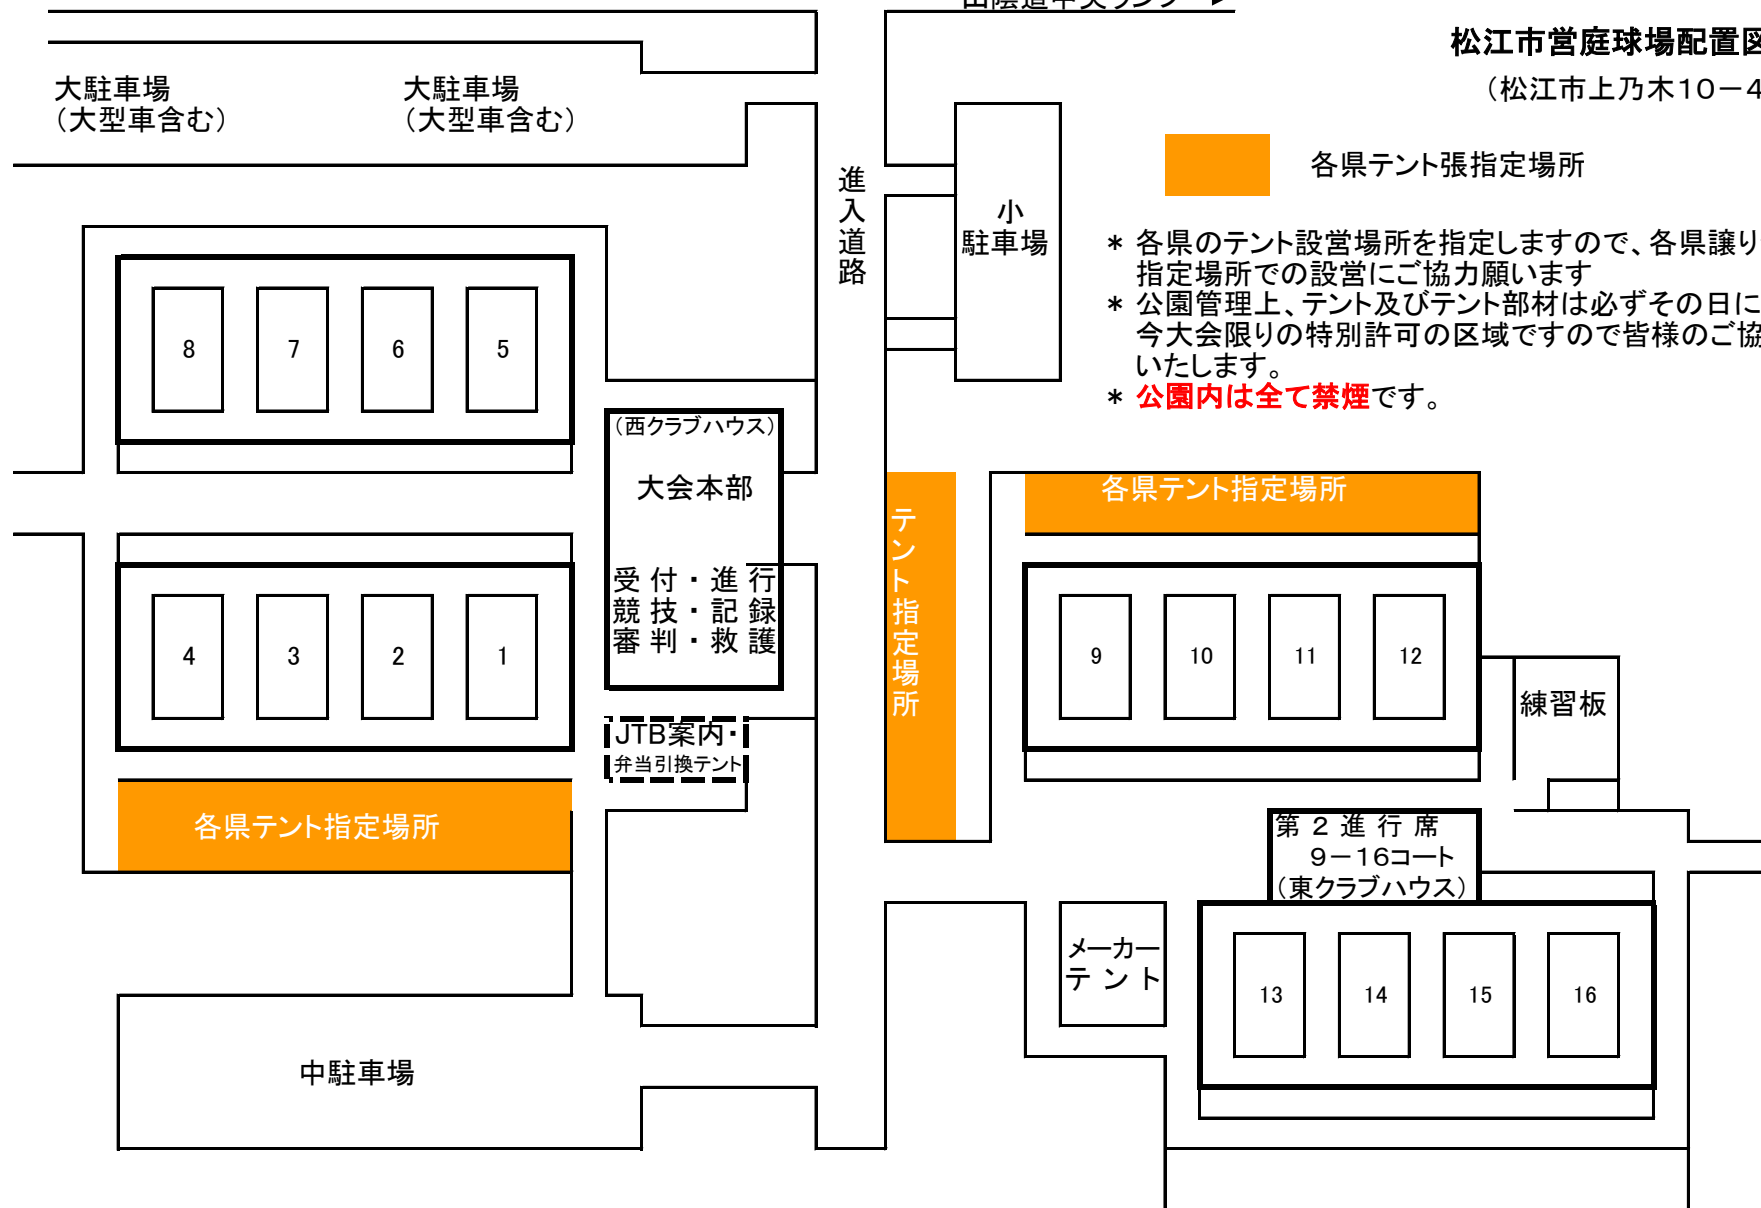 山陰道中央ランプ
松江市営庭球場配置図
（松江市上乃木10－4
大駐車場
（大型車含む）
大駐車場
（大型車含む）
進入道路
小
駐車場
各県テント張指定場所
* 各県のテント設営場所を指定しますので、各県譲り
指定場所での設営にご協力願います
* 公園管理上、テント及びテント部材は必ずその日に
今大会限りの特別許可の区域ですので皆様のご協
いたします。
* 公園内は全て禁煙です。
8
7
6
5
（西クラブハウス）
大会本部
受付・進行
競技・記録
審判・救護
4
3
2
1
JTB案内・
弁当引換テント
各県テント指定場所
テント指定場所
各県テント指定場所
9
10
11
12
練習板
第２進行席
９－１６コート
（東クラブハウス）
メーカー
テント
13
14
15
16
中駐車場